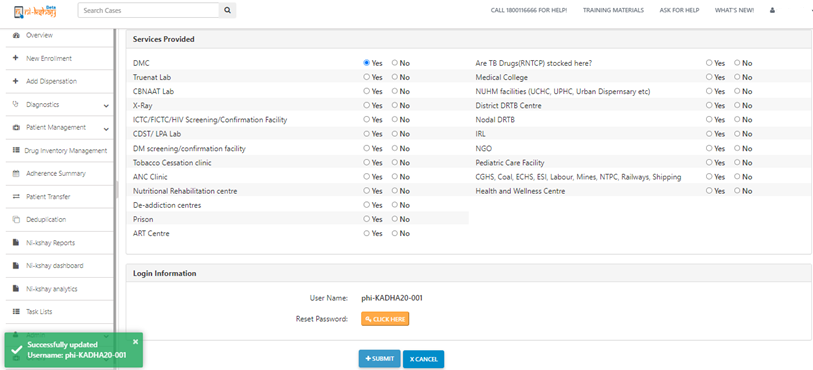 Ni-kshay Beta
Search Cases
CALL 1800116666 FOR HELP!
TRAINING MATERIALS
ASK FOR HELP
WHAT'S NEW!
Overview
New Enrollment
Add Dispensation
Diagnostics
Patient Management
Drug Inventory Management
Adherence Summary
Patient Transfer
Deduplication
Ni-kshay Reports
Ni-kshay dashboard
Ni-kshay analytics
Task Lists
Services Provided
DMC Yes No Are TB Drugs(RNTCP) stocked here? Yes No
Truenat Lab Yes No Medical College Yes No
CBNAAT Lab Yes No NUHM facilities (UCHC, UPHC, Urban Dispernsary etc) Yes No
X-Ray Yes No District DRTB Centre Yes No
ICTC/FICTC/HIV Screening/Confirmation Facility Yes No Nodal DRTB Yes No
CDST/ LPA Lab Yes No IRL Yes No
DM screening/confirmation facility Yes No NGO Yes No
Tobacco Cessation clinic Yes No Pediatric Care Facility Yes No
ANC Clinic Yes No CGHS, Coal, ECHS, ESI, Labour, Mines, NTPC, Railways, Shipping Yes No
Nutritional Rehabilitation centre Yes No Health and Wellness Centre Yes No
De-addiction centres Yes No
Prison Yes No
ART Centre Yes No
Login Information
User Name: phi-KADHA20-001
Reset Password: CLICK HERE
Successfully updated
Username: phi-KADHA20-001
+ SUBMIT X CANCEL